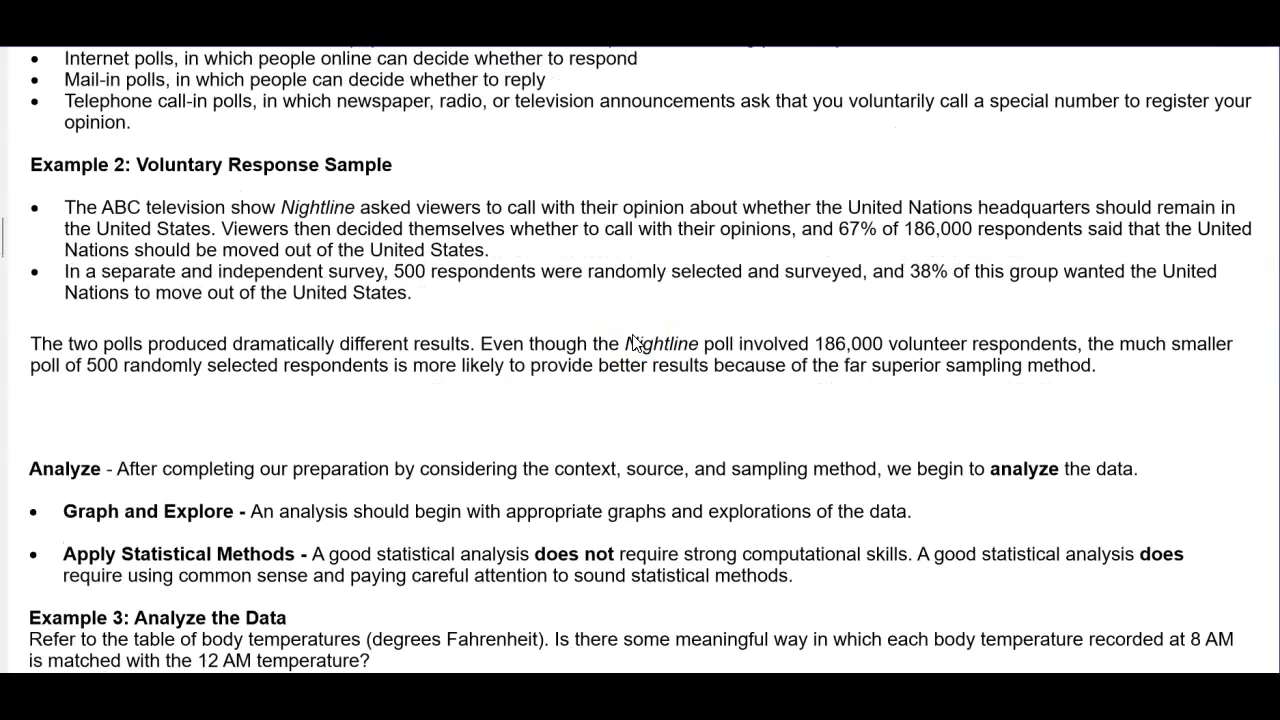 • Internet polls, in which people online can decide whether to respond
• Mail-in polls, in which people can decide whether to reply
• Telephone call-in polls, in which newspaper, radio, or television announcements ask that you voluntarily call a special number to register your
opinion.
Example 2: Voluntary Response Sample
• The ABC television show Nightline asked viewers to call with their opinion about whether the United Nations headquarters should remain in
the United States. Viewers then decided themselves whether to call with their opinions, and 67% of 186,000 respondents said that the United
Nations should be moved out of the United States.
• In a separate and independent survey, 500 respondents were randomly selected and surveyed, and 38% of this group wanted the United
Nations to move out of the United States.
The two polls produced dramatically different results. Even though the Nightline poll involved 186,000 volunteer respondents, the much smaller
poll of 500 randomly selected respondents is more likely to provide better results because of the far superior sampling method.
Analyze - After completing our preparation by considering the context, source, and sampling method, we begin to analyze the data.
• Graph and Explore - An analysis should begin with appropriate graphs and explorations of the data.
• Apply Statistical Methods - A good statistical analysis does not require strong computational skills. A good statistical analysis does
require using common sense and paying careful attention to sound statistical methods.
Example 3: Analyze the Data
Refer to the table of body temperatures (degrees Fahrenheit). Is there some meaningful way in which each body temperature recorded at 8 AM
is matched with the 12 AM temperature?